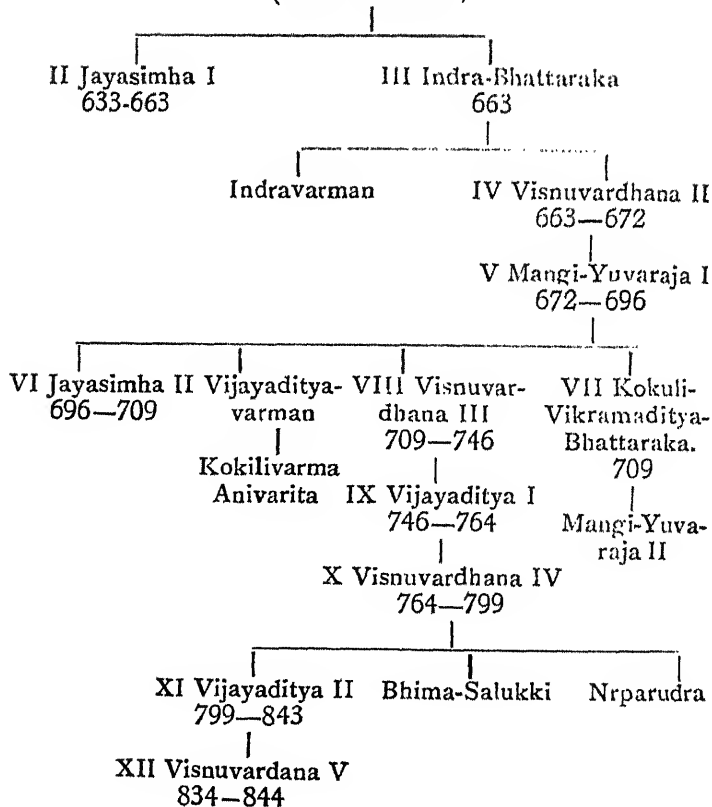 II Jayasimha I III Indra-Bhattaraka
633-663 663
Indravarman IV Visnuvardhana II
663—672
V Mangi-Yuvaraja I
672—696
VI Jayasimha II Vijayaditya- VIII Visnuvar- VII Kokuli-
696—709 varman dhana III Vikramaditya-
709—746 Bhattaraka.
Kokilivarma 709
Anivarita IX Vijayaditya I
746—764 Mangi-Yuva-
raja II
X Visnuvardhana IV
764—799
XI Vijayaditya II Bhima-Salukki Nrparudra
799—843
XII Visnuvardana V
834—844